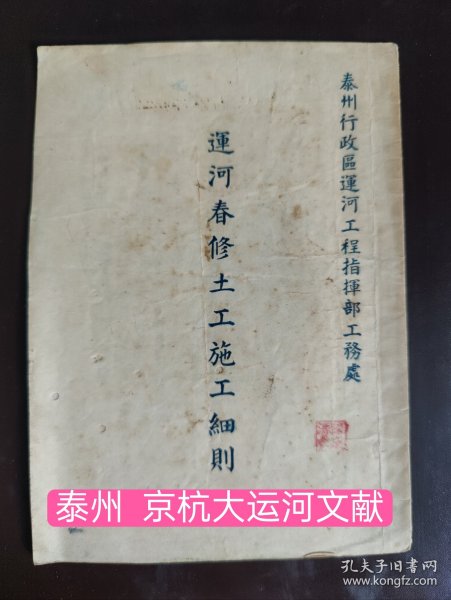 泰州行政區運河工程指揮部工務處
運河春修土工施工細則
泰州 京杭大运河文献
孔夫子旧书网
www.kongfz.com